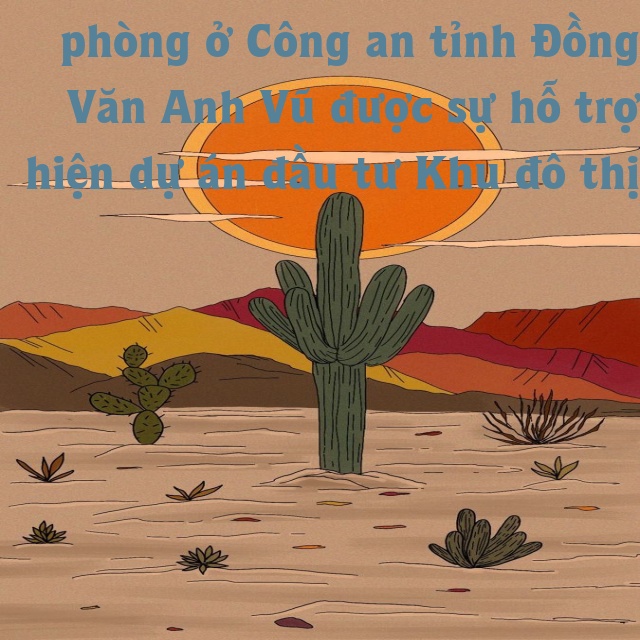 phòng ở Công an tỉnh Đồng
Văn Anh Vũ được sự hỗ trợ
hiện dự án đầu tư Khu đô thị